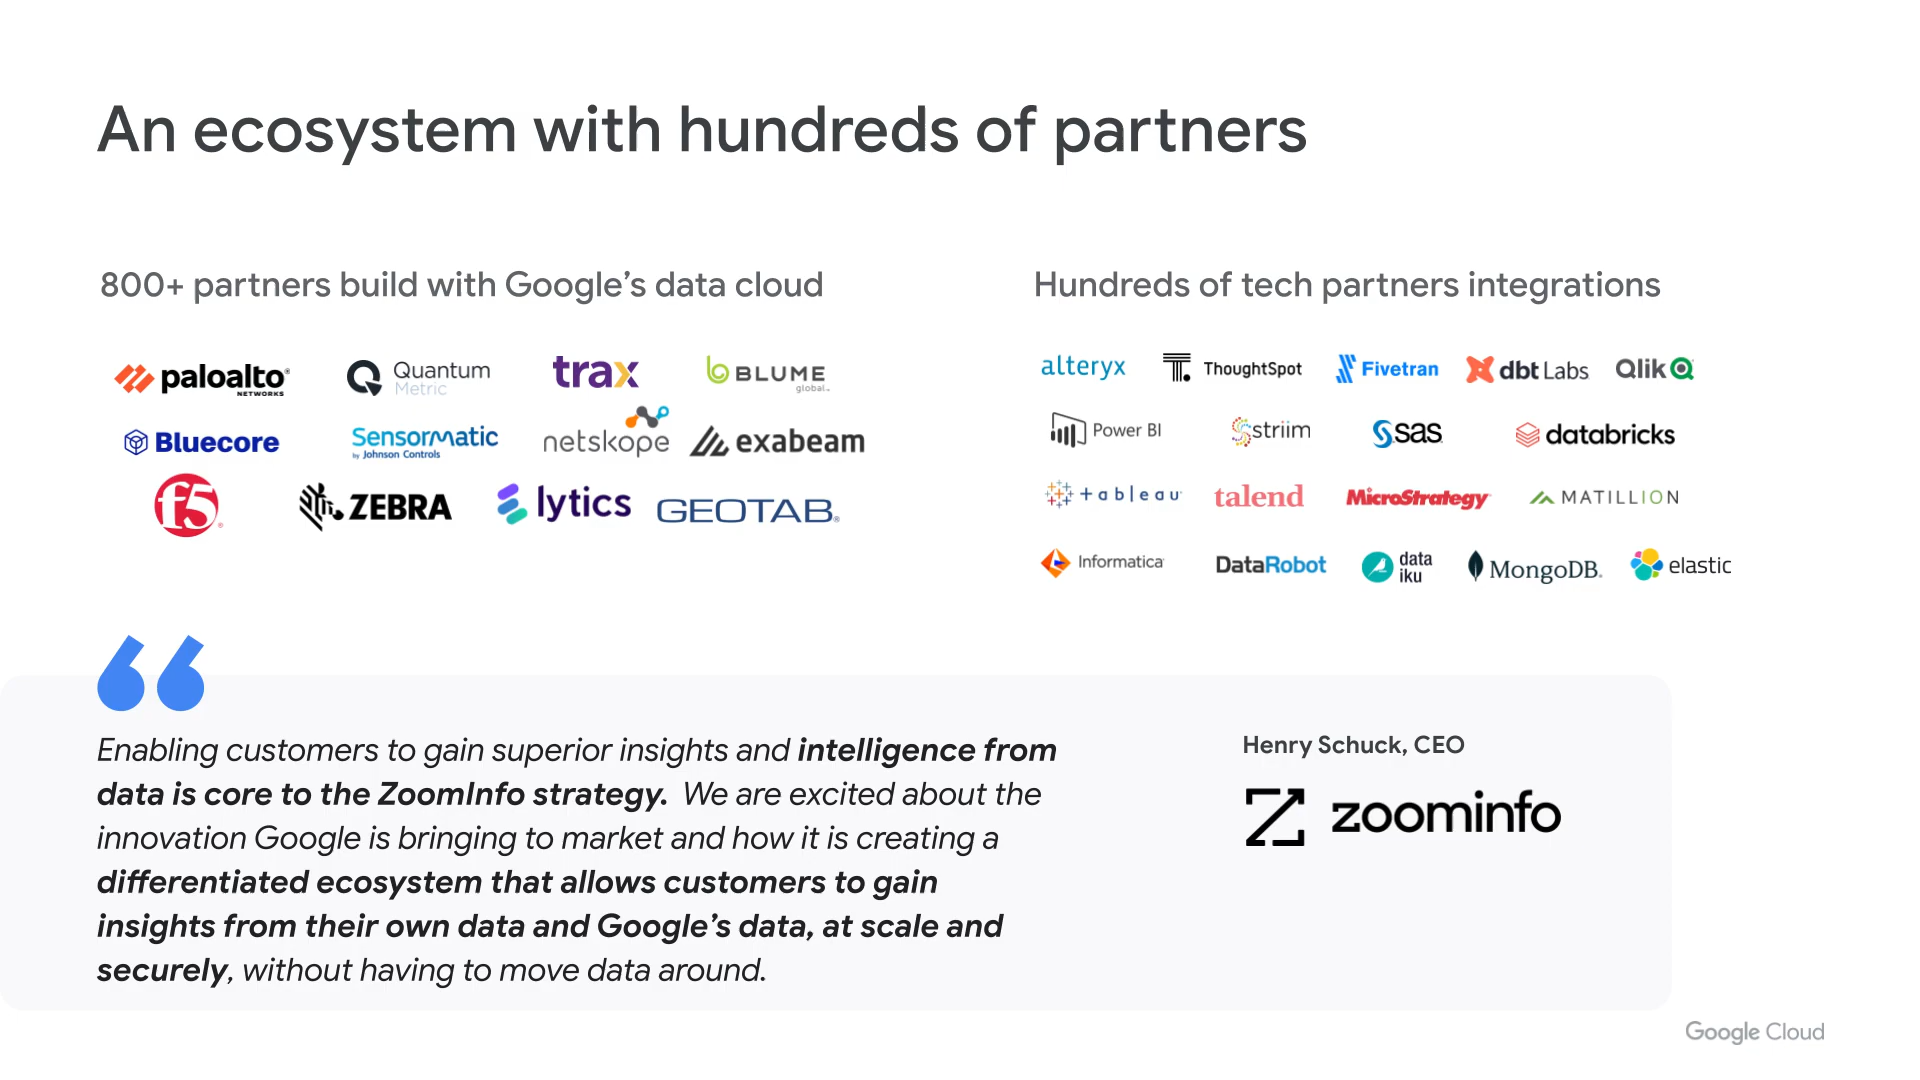 An ecosystem with hundreds of partners
800+ partners build with Google’s data cloud
paloalto®
NETWORKS
Quantum
Metric
trax
BLUME
global™
Bluecore
Sensormatic
by Johnson Controls
netskope
exabeam
f5®
ZEBRA
lytics
GEOTAB®
Hundreds of tech partners integrations
alteryx
ThoughtSpot
Fivetran
dbt Labs
Qlik
Power BI
striim
sas
databricks
+ableau
talend
MicroStrategy
MATILLION
Informatica
DataRobot
data
iku
MongoDB®
elastic
“
Enabling customers to gain superior insights and intelligence from
data is core to the ZoomInfo strategy. We are excited about the
innovation Google is bringing to market and how it is creating a
differentiated ecosystem that allows customers to gain
insights from their own data and Google’s data, at scale and
securely, without having to move data around.
Henry Schuck, CEO
zoominfo
Google Cloud